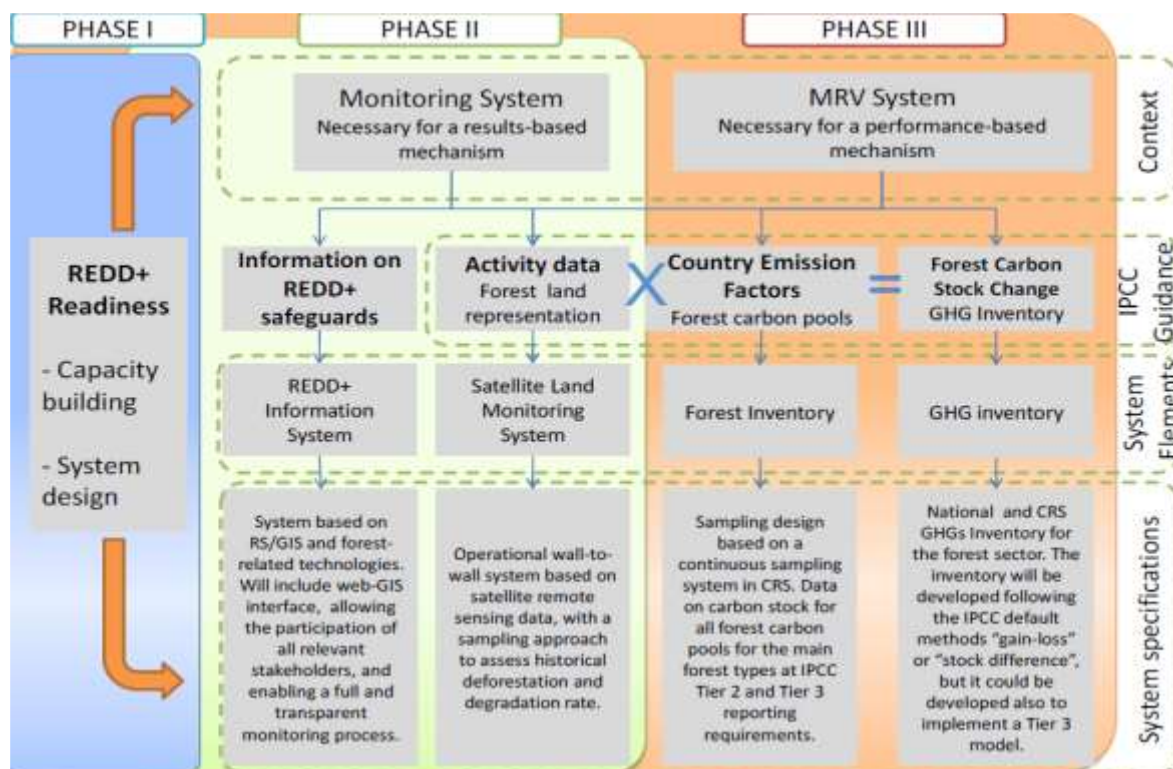 PHASE I
PHASE II
PHASE III
Monitoring System
Necessary for a results-based
mechanism
MRV System
Necessary for a performance-based
mechanism
Context
REDD+
Readiness
- Capacity
building
- System
design
Information on
REDD+
safeguards
Activity data
Forest land
representation
X
Country Emission
Factors
Forest carbon pools
=
Forest Carbon
Stock Change
GHG Inventory
IPCC
Guidance
REDD+
Information
System
Satellite Land
Monitoring
System
Forest Inventory
GHG inventory
System
Elements
System based on
RS/GIS and forest-
related technologies.
Will include web-GIS
interface, allowing
the participation of
all relevant
stakeholders, and
enabling a full and
transparent
monitoring process.
Operational wall-to-
wall system based on
satellite remote
sensing data, with a
sampling approach
to assess historical
deforestation and
degradation rate.
Sampling design
based on a
continuous sampling
system in CRS. Data
on carbon stock for
all forest carbon
pools for the main
forest types at IPCC
Tier 2 and Tier 3
reporting
requirements.
National and CRS
GHGs Inventory for
the forest sector. The
inventory will be
developed following
the IPCC default
methods “gain-loss”
or “stock difference”,
but it could be
developed also to
implement a Tier 3
model.
System specifications